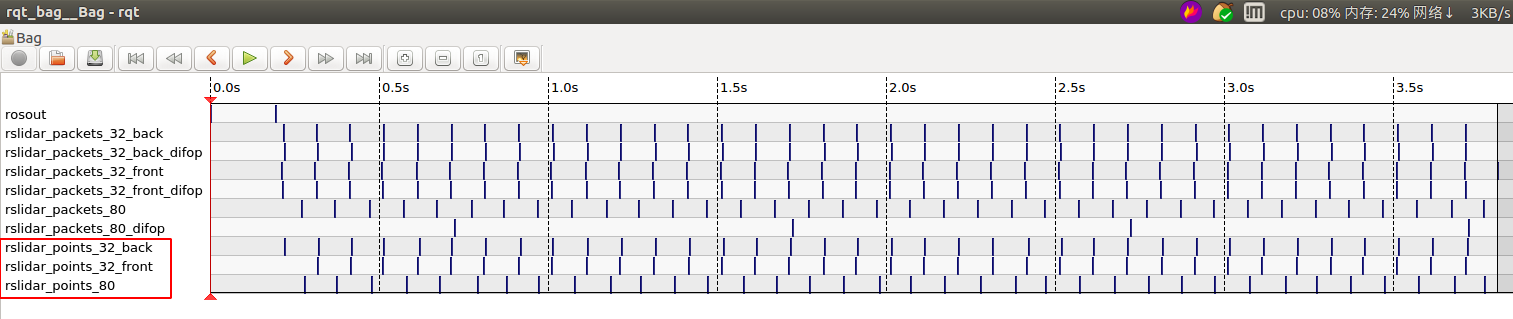 rqt_bag__Bag - rqt
cpu: 08% 内存: 24% 网络↓ 3KB/s
Bag
0.0s 0.5s 1.0s 1.5s 2.0s 2.5s 3.0s 3.5s
rosout
rslidar_packets_32_back
rslidar_packets_32_back_difop
rslidar_packets_32_front
rslidar_packets_32_front_difop
rslidar_packets_80
rslidar_packets_80_difop
rslidar_points_32_back
rslidar_points_32_front
rslidar_points_80